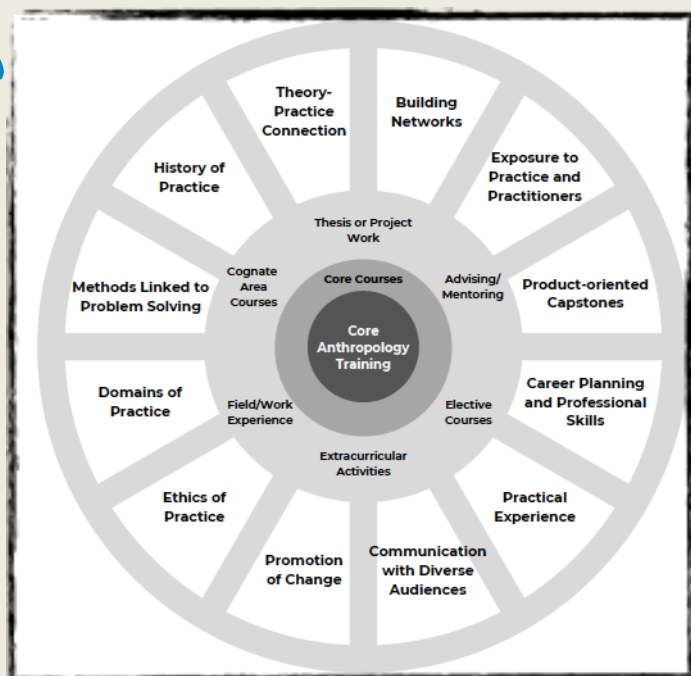 Theory-
Practice
Connection
Building
Networks
History of
Practice
Exposure to
Practice and
Practitioners
Thesis or Project
Work
Cognate
Area
Courses
Core Courses
Advising/
Mentoring
Methods Linked to
Problem Solving
Product-oriented
Capstones
Core
Anthropology
Training
Domains of
Practice
Field/Work
Experience
Elective
Courses
Career Planning
and Professional
Skills
Extracurricular
Activities
Ethics of
Practice
Practical
Experience
Promotion
of Change
Communication
with Diverse
Audiences